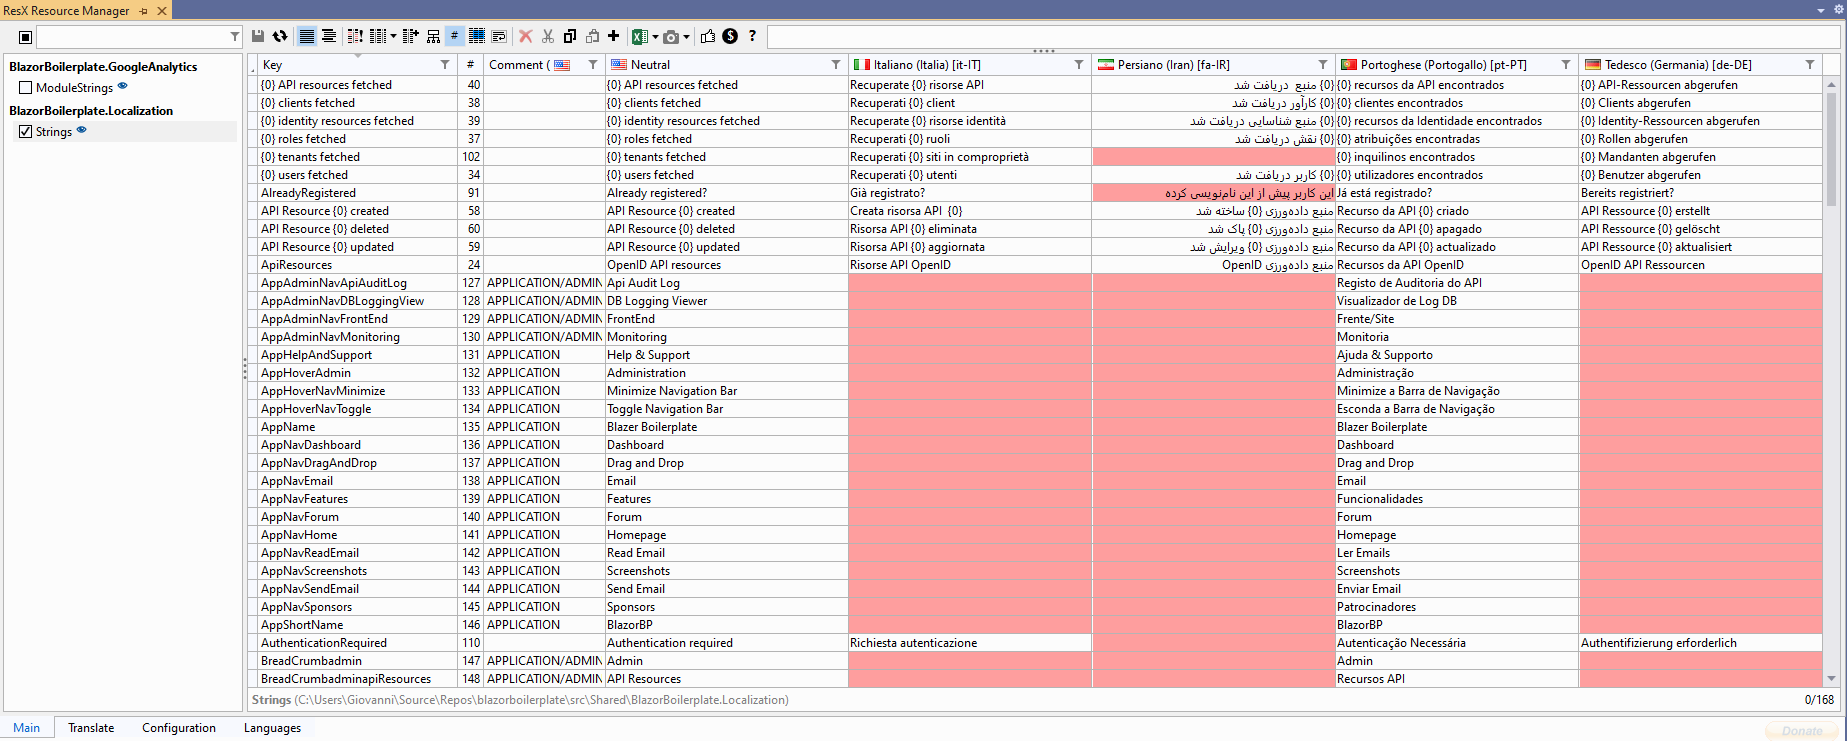 ResX Resource Manager
BlazorBoilerplate.GoogleAnalytics
ModuleStrings
BlazorBoilerplate.Localization
Strings
Key # Comment ( Neutral Italiano (Italia) [it-IT] Persiano (Iran) [fa-IR] Portoghese (Portogallo) [pt-PT] Tedesco (Germania) [de-DE]
{0} API resources fetched 40 {0} API resources fetched Recuperate {0} risorse API {0} منبع دریافت شد {0} recursos da API encontrados {0} API-Ressourcen abgerufen
{0} clients fetched 38 {0} clients fetched Recuperati {0} client {0} کارآور دریافت شد {0} clientes encontrados {0} Clients abgerufen
{0} identity resources fetched 39 {0} identity resources fetched Recuperate {0} risorse identità {0} منبع شناسایی دریافت شد {0} recursos da Identidade encontrados {0} Identity-Ressourcen abgerufen
{0} roles fetched 37 {0} roles fetched Recuperati {0} ruoli {0} نقش دریافت شد {0} atribuições encontradas {0} Rollen abgerufen
{0} tenants fetched 102 {0} tenants fetched Recuperati {0} siti in comproprietà {0} inquilinos encontrados {0} Mandanten abgerufen
{0} users fetched 34 {0} users fetched Recuperati {0} utenti {0} کاربر دریافت شد {0} utilizadores encontrados {0} Benutzer abgerufen
AlreadyRegistered 91 Already registered? Già registrato? این کاربر پیش از این نام‌نویسی کرده Já está registrado? Bereits registriert?
API Resource {0} created 58 API Resource {0} created Creata risorsa API {0} منبع داده‌ورزی {0} ساخته شد Recurso da API {0} criado API Ressource {0} erstellt
API Resource {0} deleted 60 API Resource {0} deleted Risorsa API {0} eliminata منبع داده‌ورزی {0} پاک شد Recurso da API {0} apagado API Ressource {0} gelöscht
API Resource {0} updated 59 API Resource {0} updated Risorsa API {0} aggiornata منبع داده‌ورزی {0} ویرایش شد Recurso da API {0} actualizado API Ressource {0} aktualisiert
ApiResources 24 OpenID API resources Risorse API OpenID منبع داده‌ورزی OpenID Recursos da API OpenID OpenID API Ressourcen
AppAdminNavApiAuditLog 127 APPLICATION/ADMIN Api Audit Log Registo de Auditoria do API
AppAdminNavDBLoggingView 128 APPLICATION/ADMIN DB Logging Viewer Visualizador de Log DB
AppAdminNavFrontEnd 129 APPLICATION/ADMIN FrontEnd Frente/Site
AppAdminNavMonitoring 130 APPLICATION/ADMIN Monitoring Monitoria
AppHelpAndSupport 131 APPLICATION Help & Support Ajuda & Supporto
AppHoverAdmin 132 APPLICATION Administration Administração
AppHoverNavMinimize 133 APPLICATION Minimize Navigation Bar Minimize a Barra de Navigação
AppHoverNavToggle 134 APPLICATION Toggle Navigation Bar Esconda a Barra de Navigação
AppName 135 APPLICATION Blazer Boilerplate Blazer Boilerplate
AppNavDashboard 136 APPLICATION Dashboard Dashboard
AppNavDragAndDrop 137 APPLICATION Drag and Drop Drag and Drop
AppNavEmail 138 APPLICATION Email Email
AppNavFeatures 139 APPLICATION Features Funcionalidades
AppNavForum 140 APPLICATION Forum Forum
AppNavHome 141 APPLICATION Homepage Homepage
AppNavReadEmail 142 APPLICATION Read Email Ler Emails
AppNavScreenshots 143 APPLICATION Screenshots Screenshots
AppNavSendEmail 144 APPLICATION Send Email Enviar Email
AppNavSponsors 145 APPLICATION Sponsors Patrocinadores
AppShortName 146 APPLICATION BlazorBP BlazorBP
AuthenticationRequired 110 Authentication required Richiesta autenticazione Autenticação Necessária Authentifizierung erforderlich
BreadCrumbadmin 147 APPLICATION/ADMIN Admin Admin
BreadCrumbadminapiResources 148 APPLICATION/ADMIN API Resources Recursos API
Strings (C:\Users\Giovanni\Source\Repos\blazorboilerplate\src\Shared\BlazorBoilerplate.Localization) 0/168
Main Translate Configuration Languages Donate